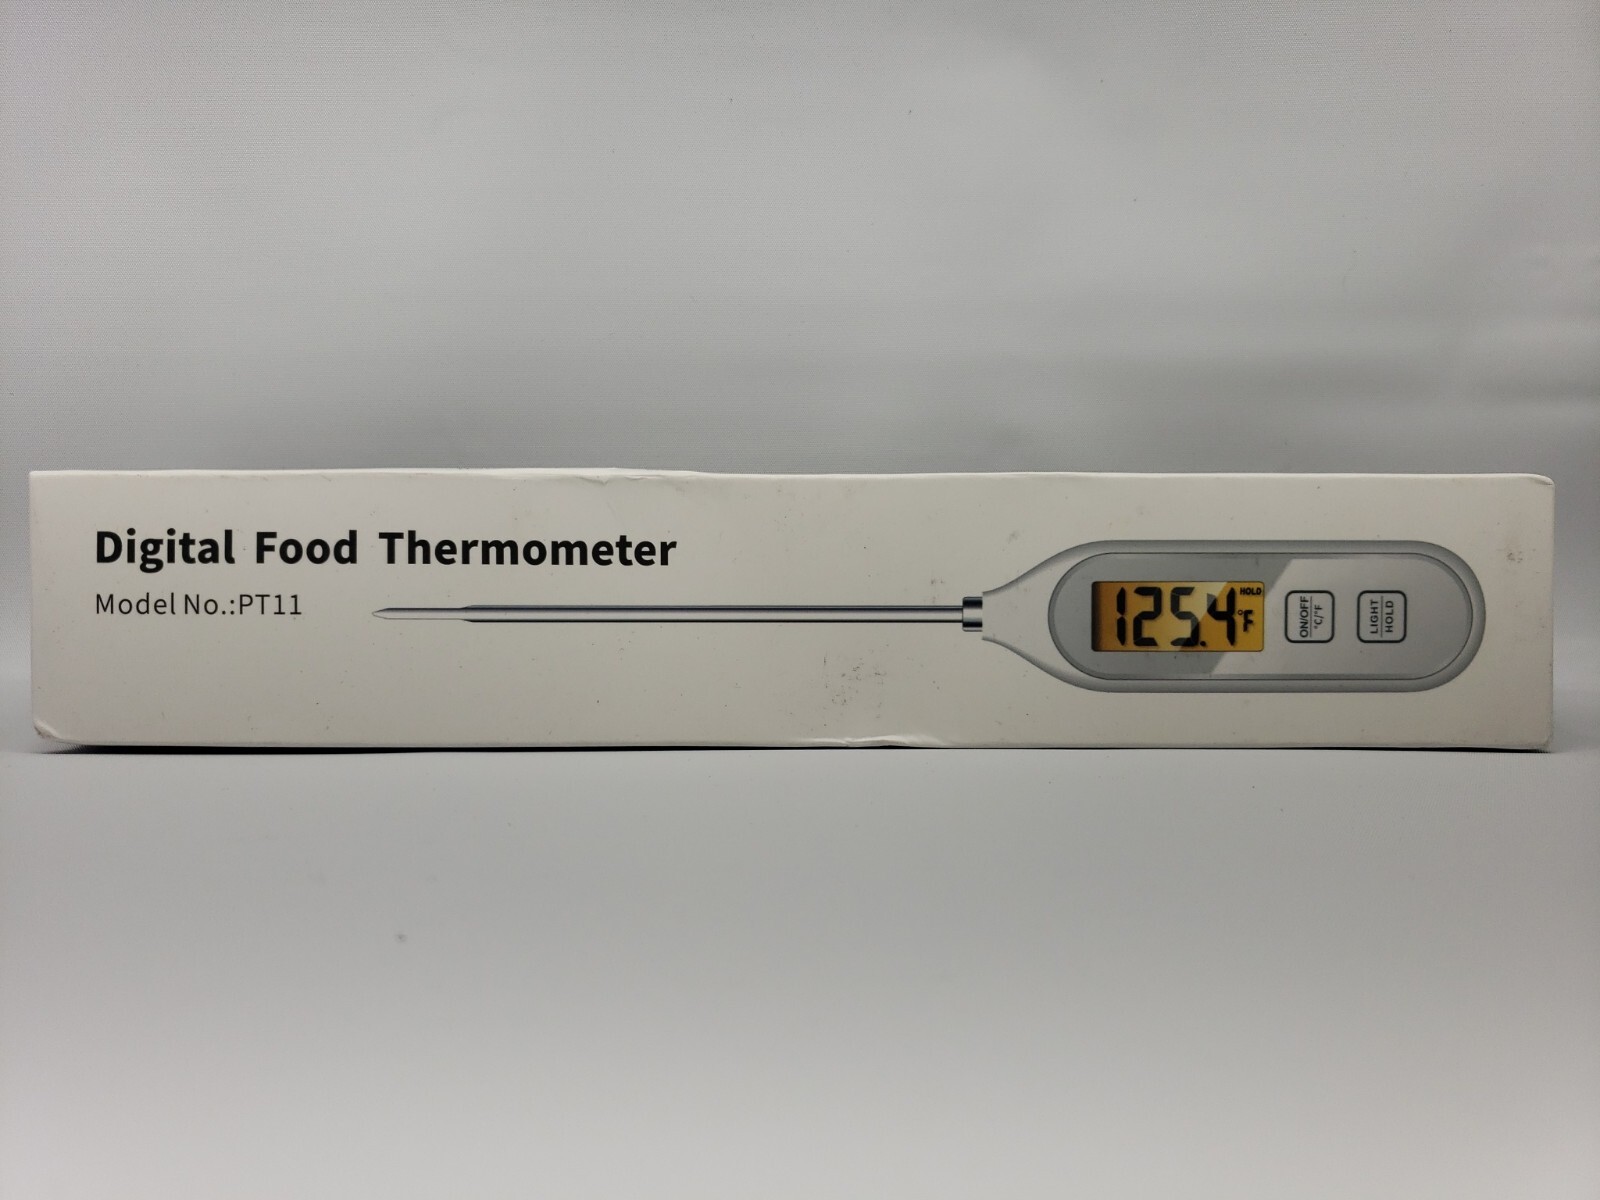 Digital Food Thermometer
Model No.:PT11
HOLD
125.4°F
ON/OFF
°C/°F
LIGHT
HOLD